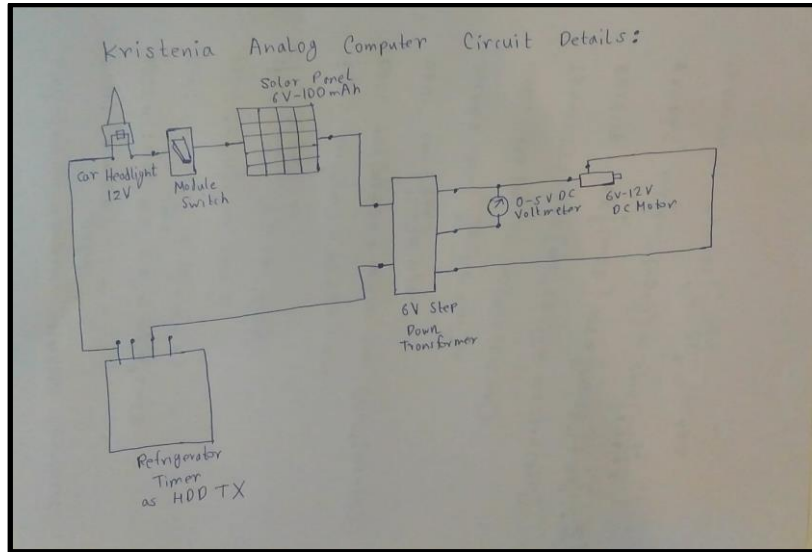 Kristenia Analog Computer Circuit Details:
Solar Panel
6V-100mAh
Car Headlight
12V
Module
Switch
0-5V DC
Voltmeter
6V-12V
DC Motor
6V Step
Down
Transformer
Refrigerator
Timer
as HDD TX